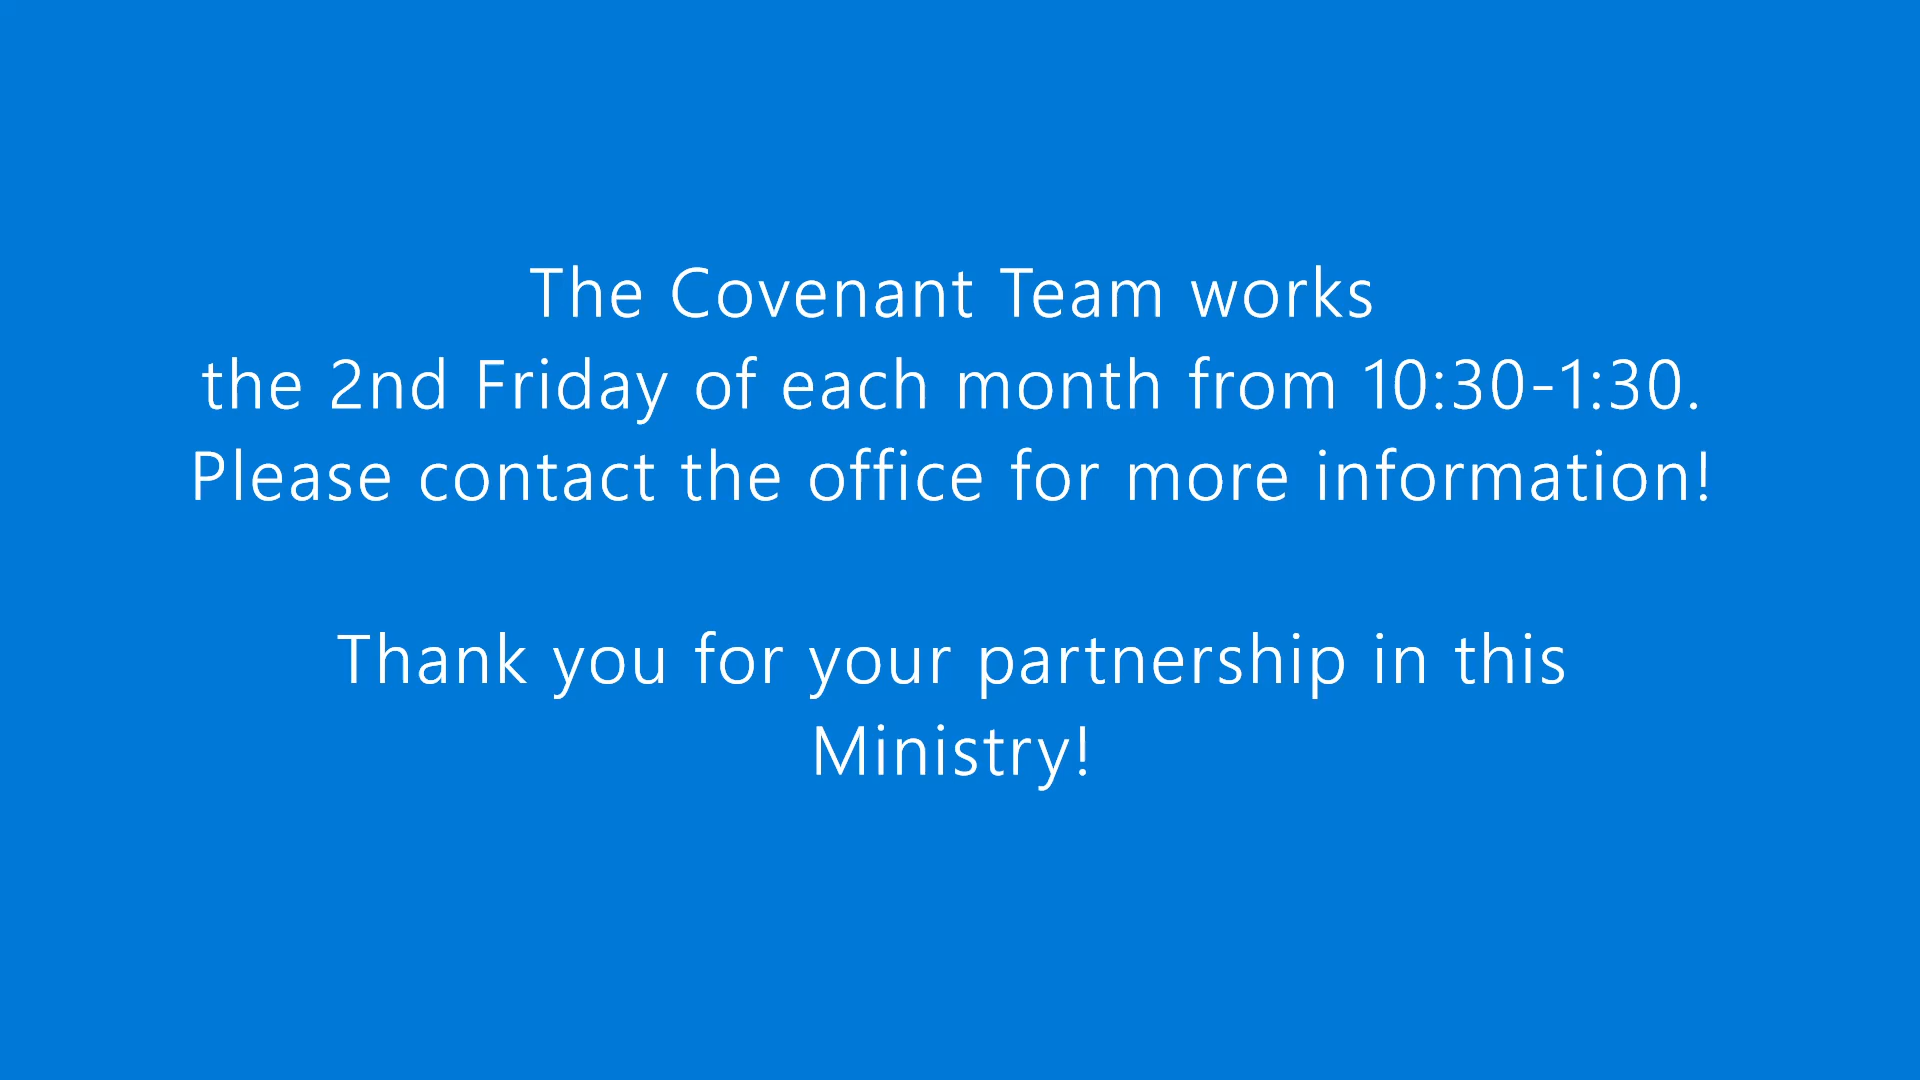 The Covenant Team works
the 2nd Friday of each month from 10:30-1:30.
Please contact the office for more information!
Thank you for your partnership in this
Ministry!